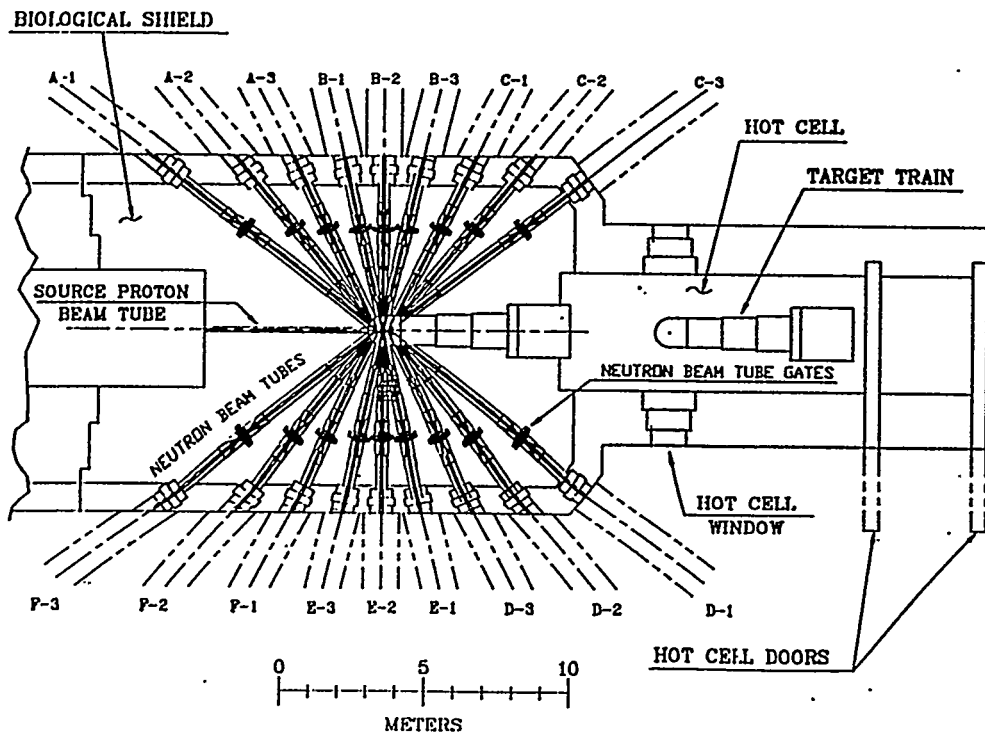 BIOLOGICAL SHIELD
A-1
A-2
A-3
B-1
B-2
B-3
C-1
C-2
C-3
HOT CELL
TARGET TRAIN
SOURCE PROTON
BEAM TUBE
NEUTRON BEAM TUBES
NEUTRON BEAM TUBE GATES
HOT CELL
WINDOW
F-3
F-2
F-1
E-3
E-2
E-1
D-3
D-2
D-1
HOT CELL DOORS
0 5 10
METERS